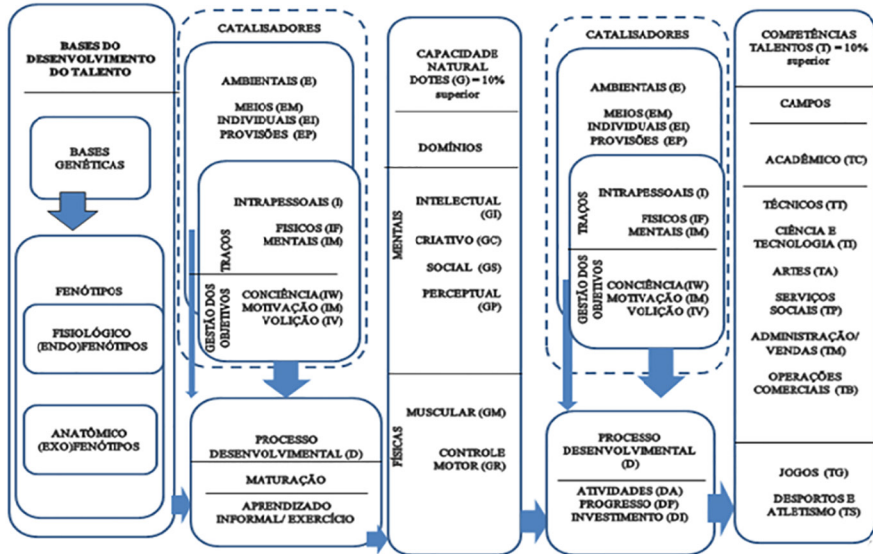 BASES DO
DESENVOLVIMENTO
DO TALENTO
BASES
GENÉTICAS
FENÓTIPOS
FISIOLÓGICO
(ENDO)FENÓTIPOS
ANATÔMICO
(EXO)FENÓTIPOS
CATALISADORES
AMBIENTAIS (E)
MEIOS (EM)
INDIVIDUAIS (EI)
PROVISÕES (EP)
TRAÇOS
INTRAPESSOAIS (I)
FISICOS (IF)
MENTAIS (IM)
GESTÃO DOS
OBJETIVOS
CONCIÊNCIA(IW)
MOTIVAÇÃO (IM)
VOLIÇÃO (IV)
PROCESSO
DESENVOLVIMENTAL (D)
MATURAÇÃO
APRENDIZADO
INFORMAL/ EXERCÍCIO
CAPACIDADE
NATURAL
DOTES (G) = 10%
superior
DOMÍNIOS
MENTAIS
INTELECTUAL
(GI)
CRIATIVO (GC)
SOCIAL (GS)
PERCEPTUAL
(GP)
FÍSICAS
MUSCULAR (GM)
CONTROLE
MOTOR (GR)
CATALISADORES
AMBIENTAIS (E)
MEIOS (EM)
INDIVIDUAIS (EI)
PROVISÕES (EP)
TRAÇOS
INTRAPESSOAIS (I)
FISICOS (IF)
MENTAIS (IM)
GESTÃO DOS
OBJETIVOS
CONCIÊNCIA(IW)
MOTIVAÇÃO (IM)
VOLIÇÃO (IV)
PROCESSO
DESENVOLVIMENTAL
(D)
ATIVIDADES (DA)
PROGRESSO (DP)
INVESTIMENTO (DI)
COMPETÊNCIAS
TALENTOS (T) = 10%
superior
CAMPOS
ACADÊMICO (TC)
TÉCNICOS (TT)
CIÊNCIA E
TECNOLOGIA (TI)
ARTES (TA)
SERVIÇOS
SOCIAIS (TP)
ADMINISTRAÇÃO/
VENDAS (TM)
OPERAÇÕES
COMERCIAIS (TB)
JOGOS (TG)
DESPORTOS E
ATLETISMO (TS)